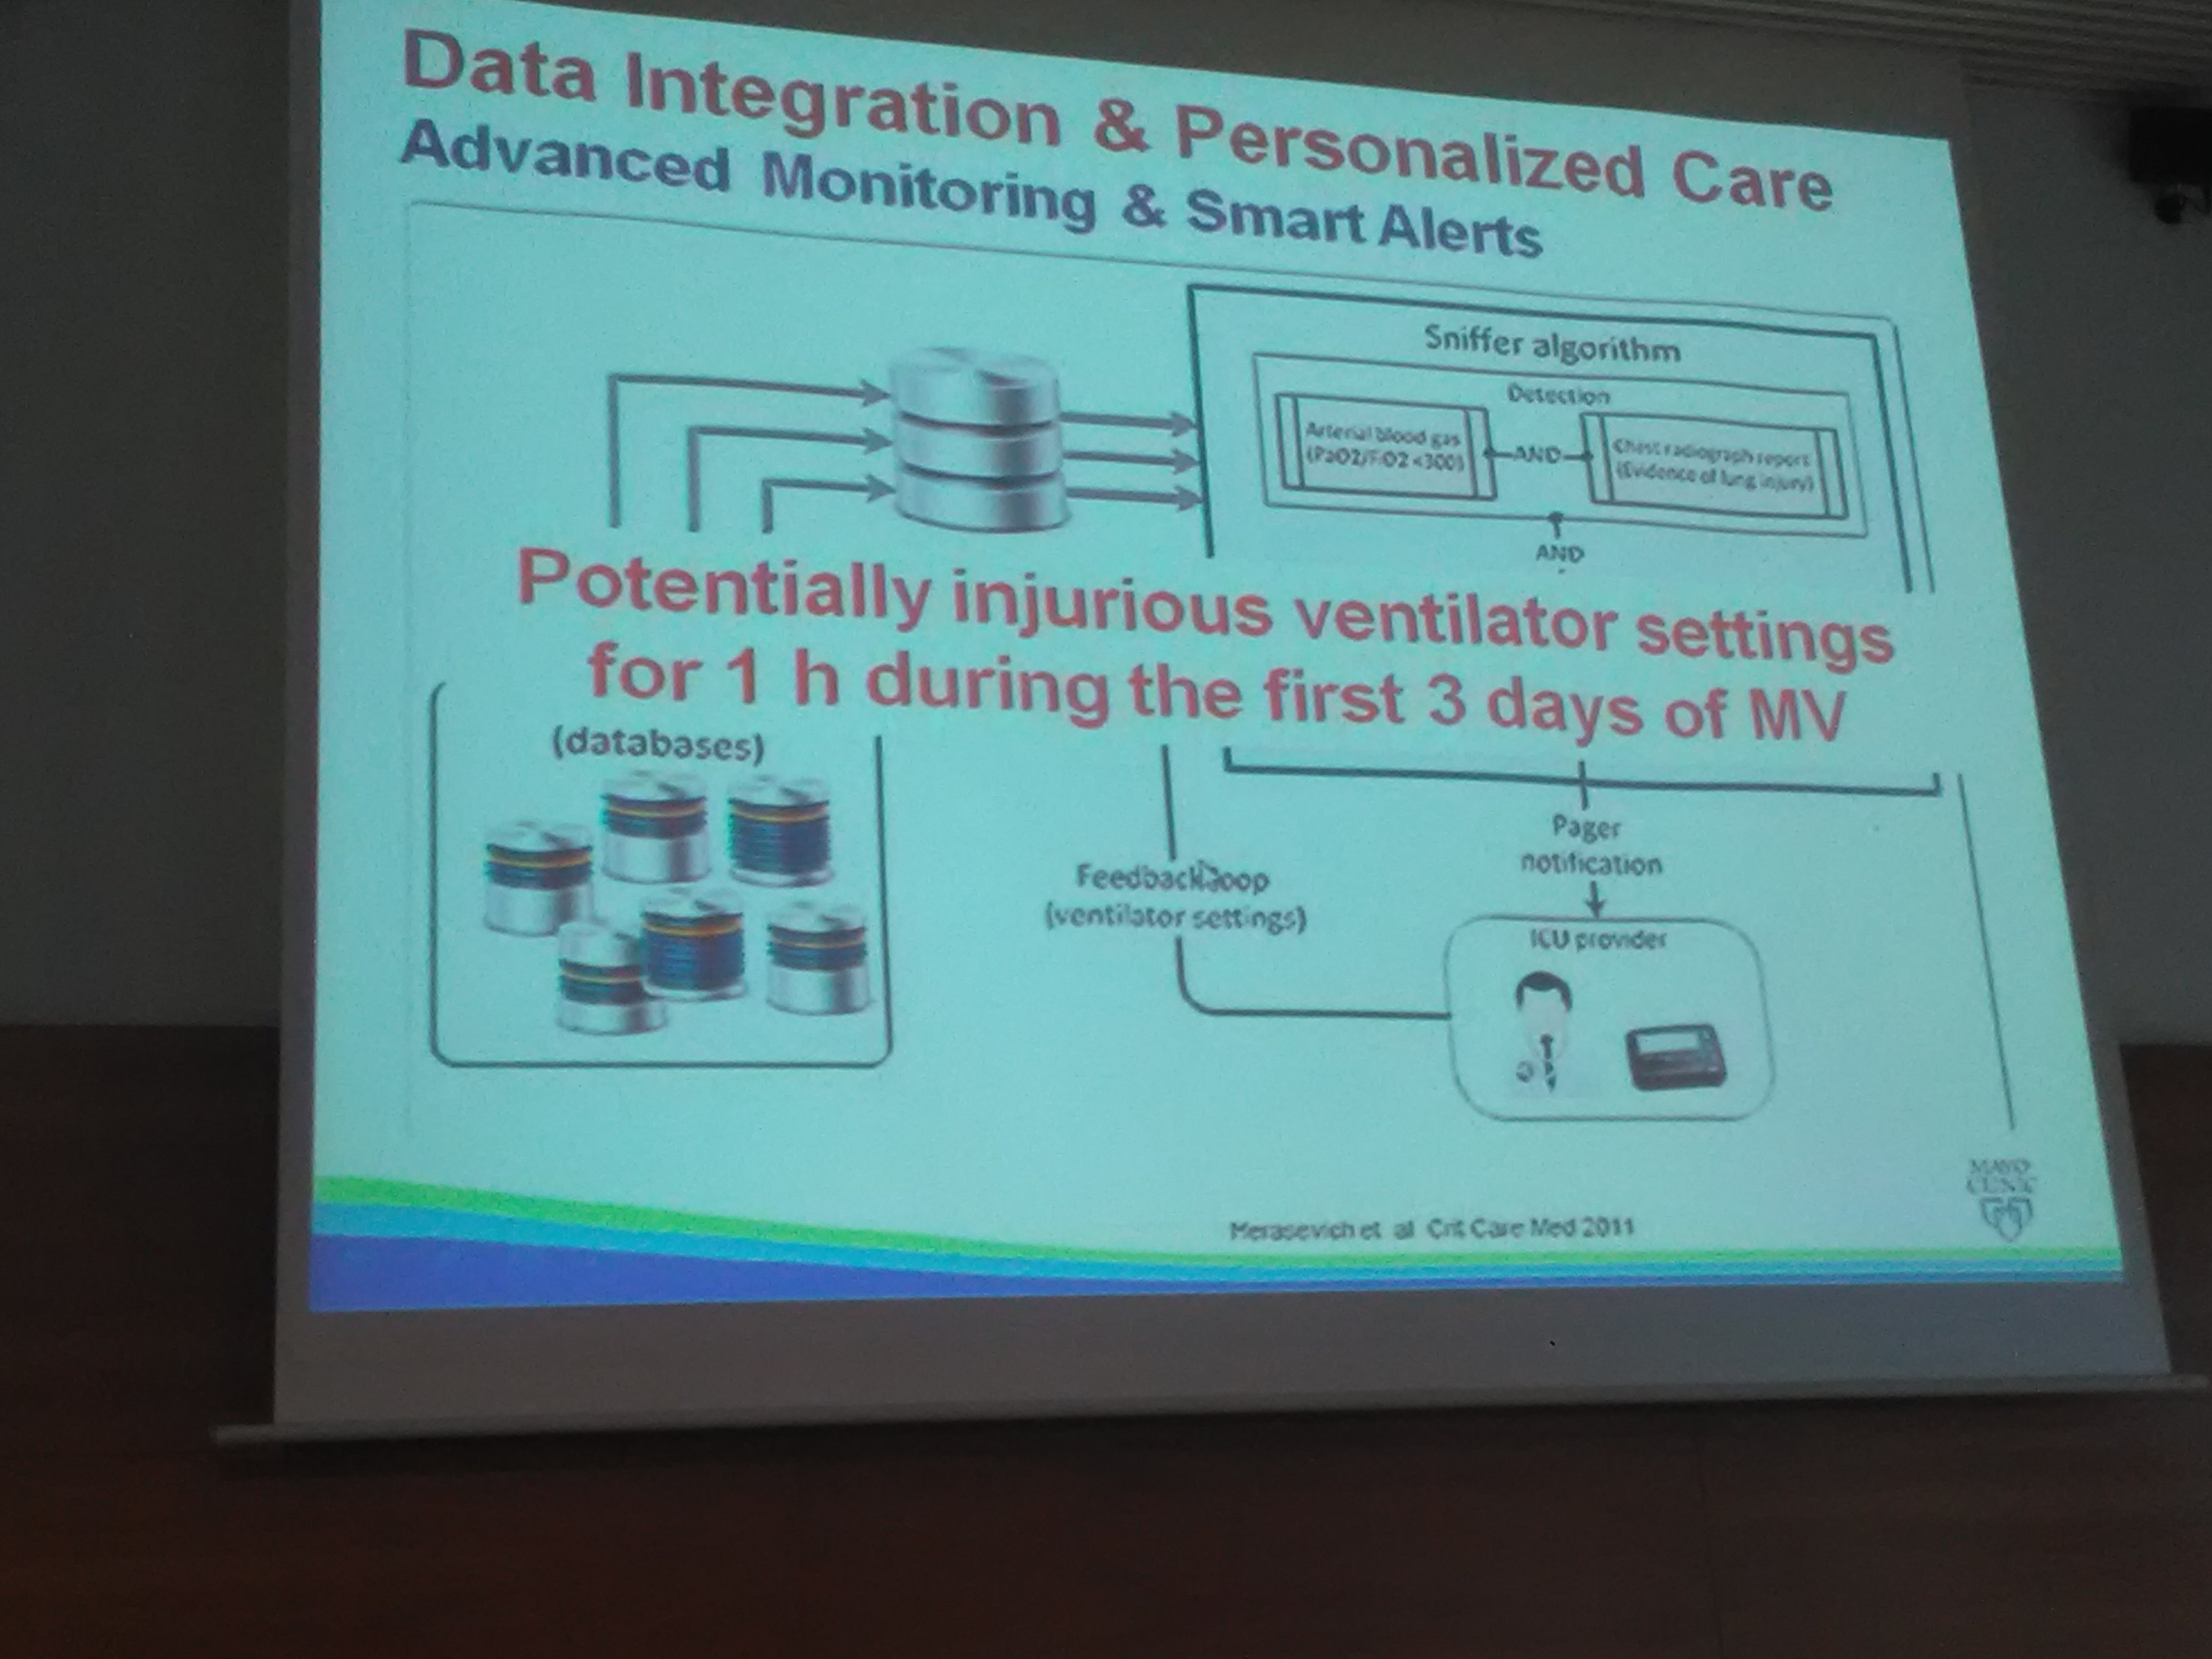 Data Integration & Personalized Care
Advanced Monitoring & Smart Alerts
Sniffer algorithm
Detection
Arterial blood gas
(PaO2/FiO2 <300)
AND
Chest radiograph report
(Evidence of lung injury)
AND
Potentially injurious ventilator settings
for 1 h during the first 3 days of MV
(databases)
Feedback loop
(ventilator settings)
Pager
notification
ICU provider
MAYO
CLINIC
Herasevich et al Crit Care Med 2011